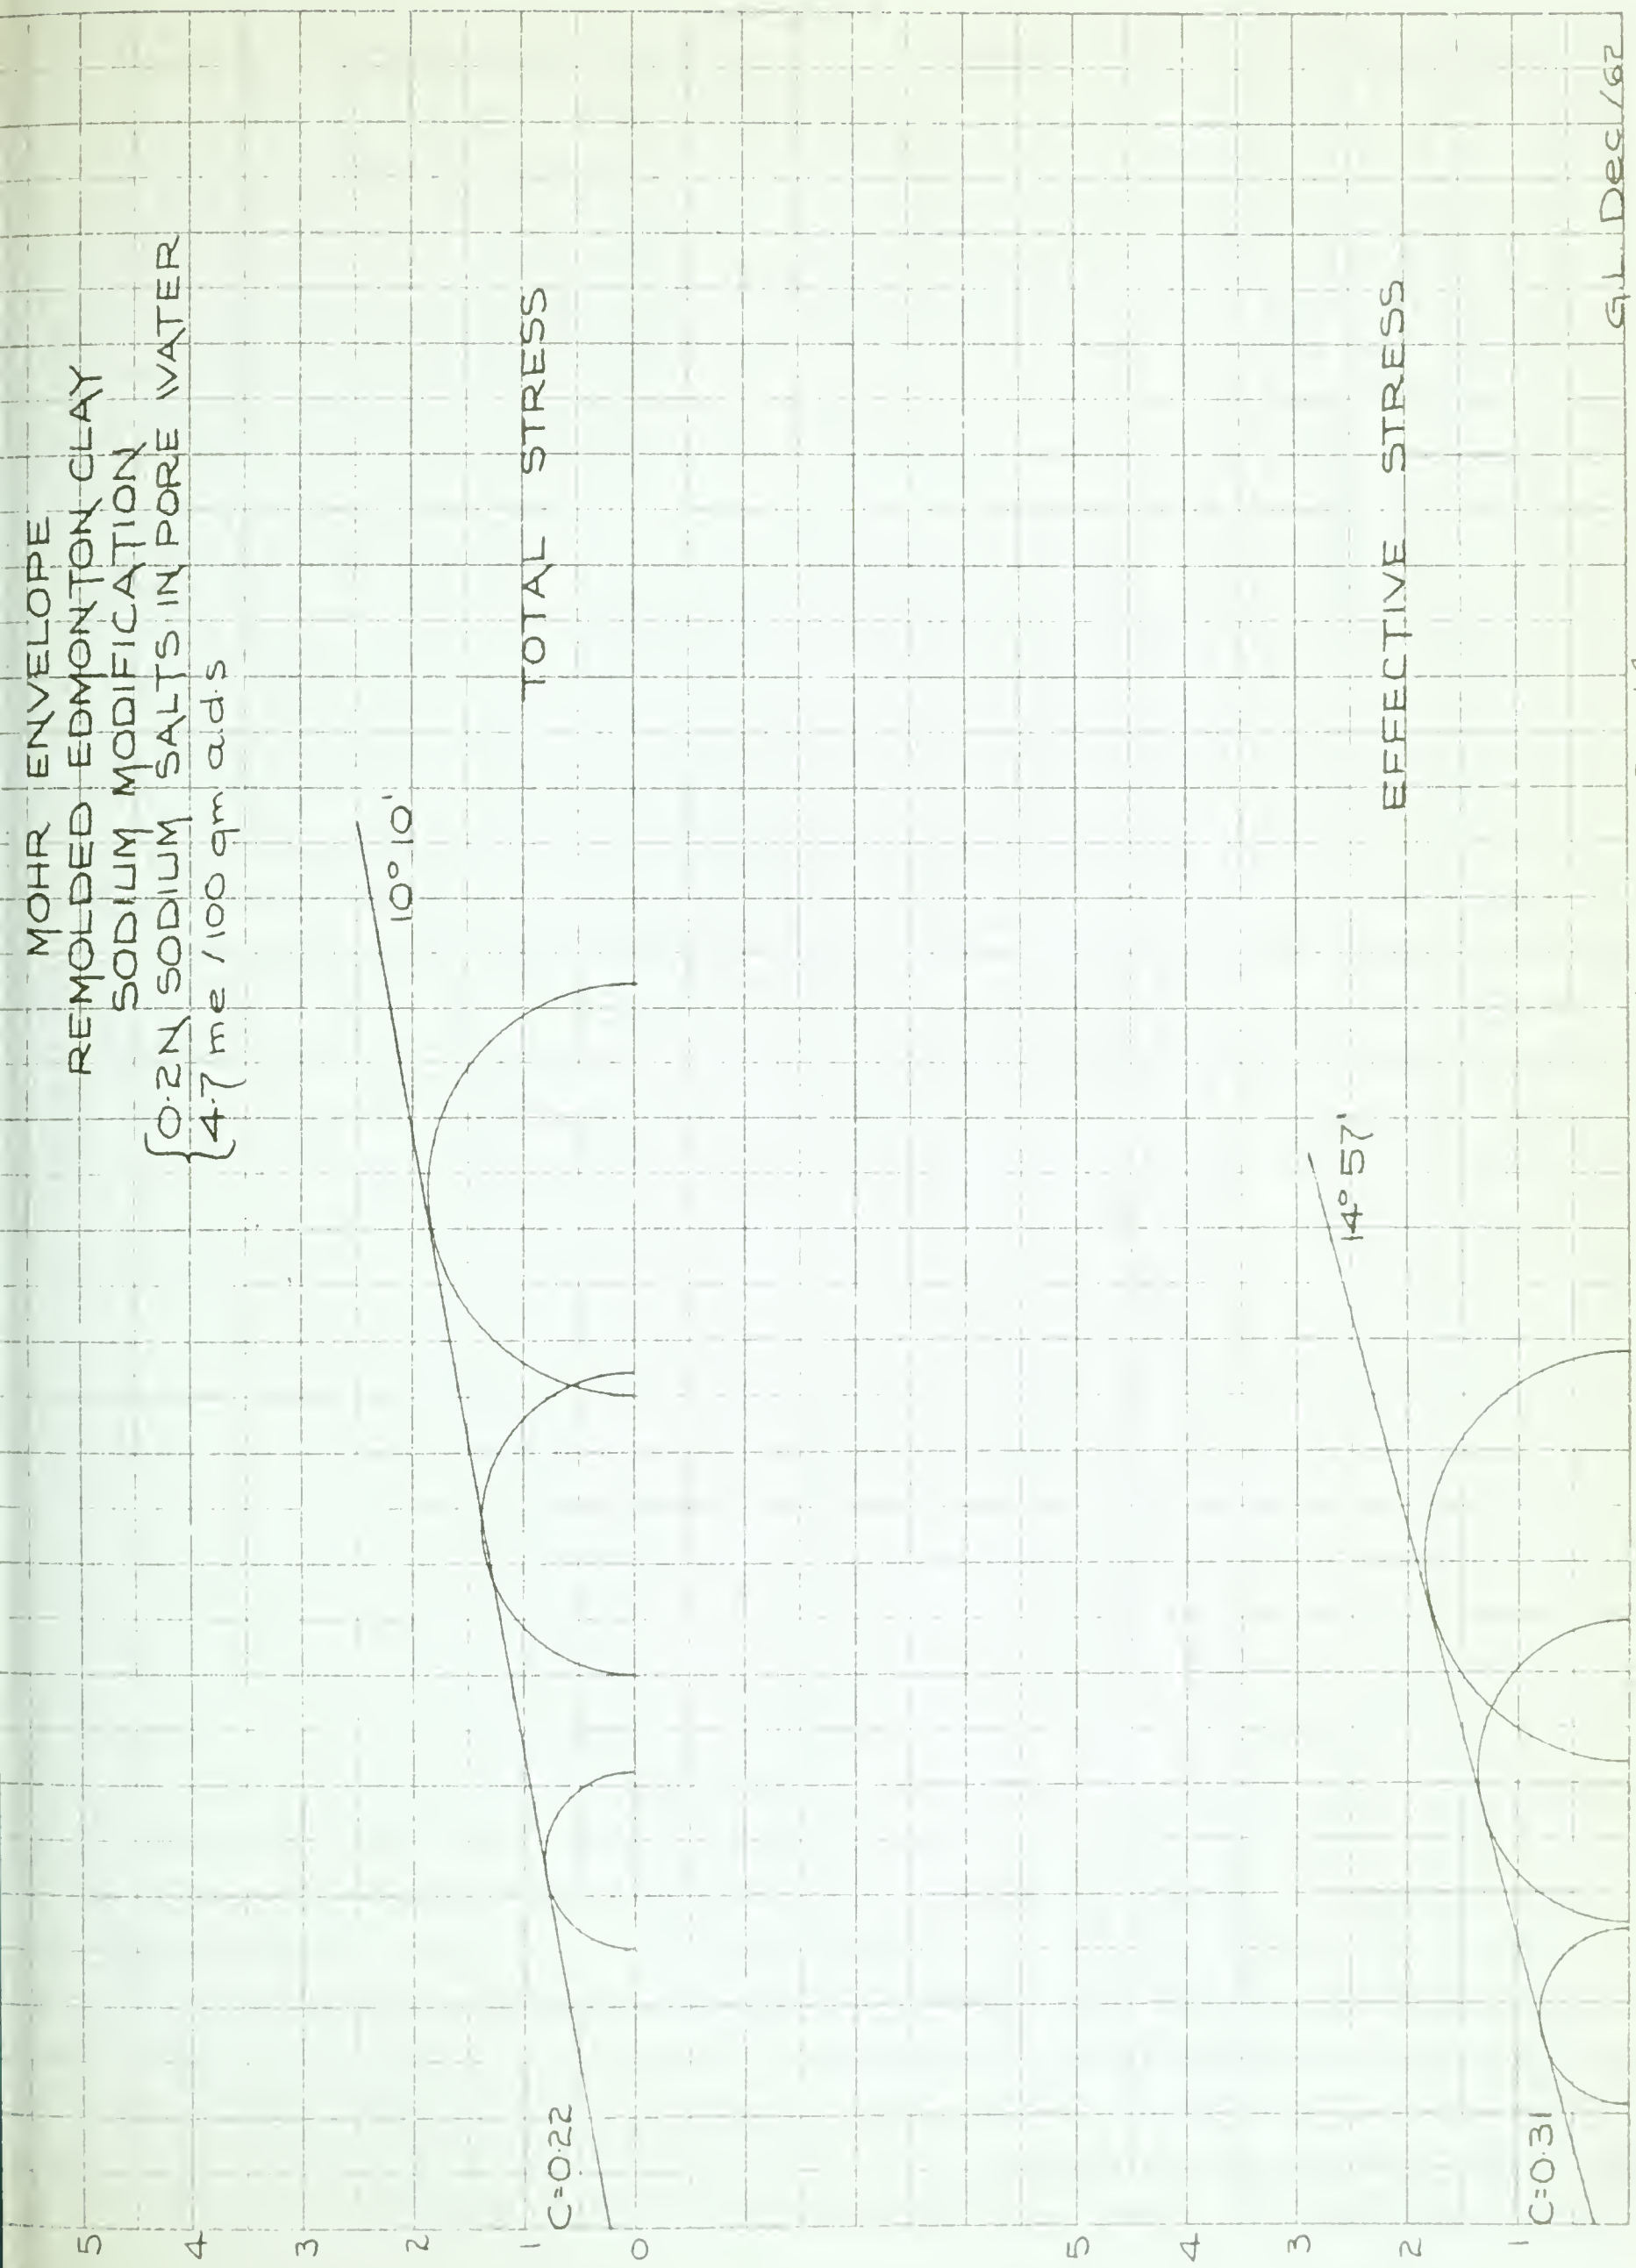 MOHR ENVELOPE
REMOLDED EDMONTON CLAY
SODIUM MODIFICATION
{0.2N SODIUM SALTS IN PORE WATER
{4.7 me /100 gm a.d.s
5
4
3
2
1
0
C=0.22
10° 10'
TOTAL STRESS
5
4
3
2
1
C=0.31
14° 57'
EFFECTIVE STRESS
G.L. Dec/62